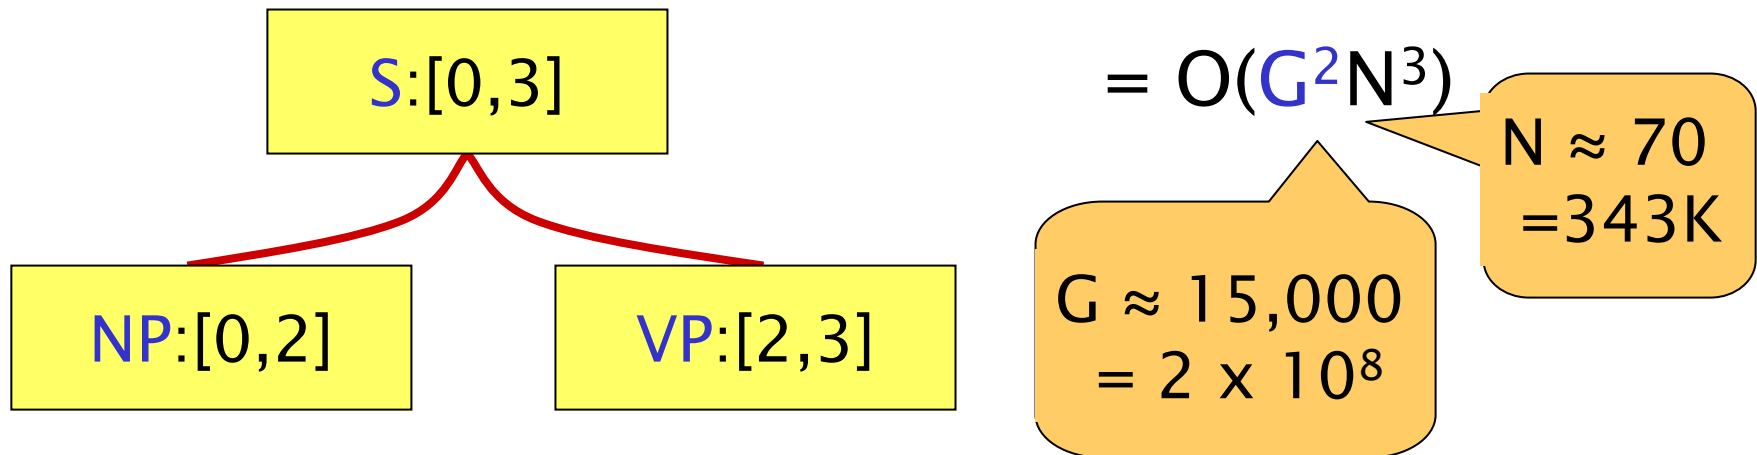 S:[0,3]
NP:[0,2]
VP:[2,3]
= O(G²N³)
N ≈ 70
=343K
G ≈ 15,000
= 2 x 10⁸